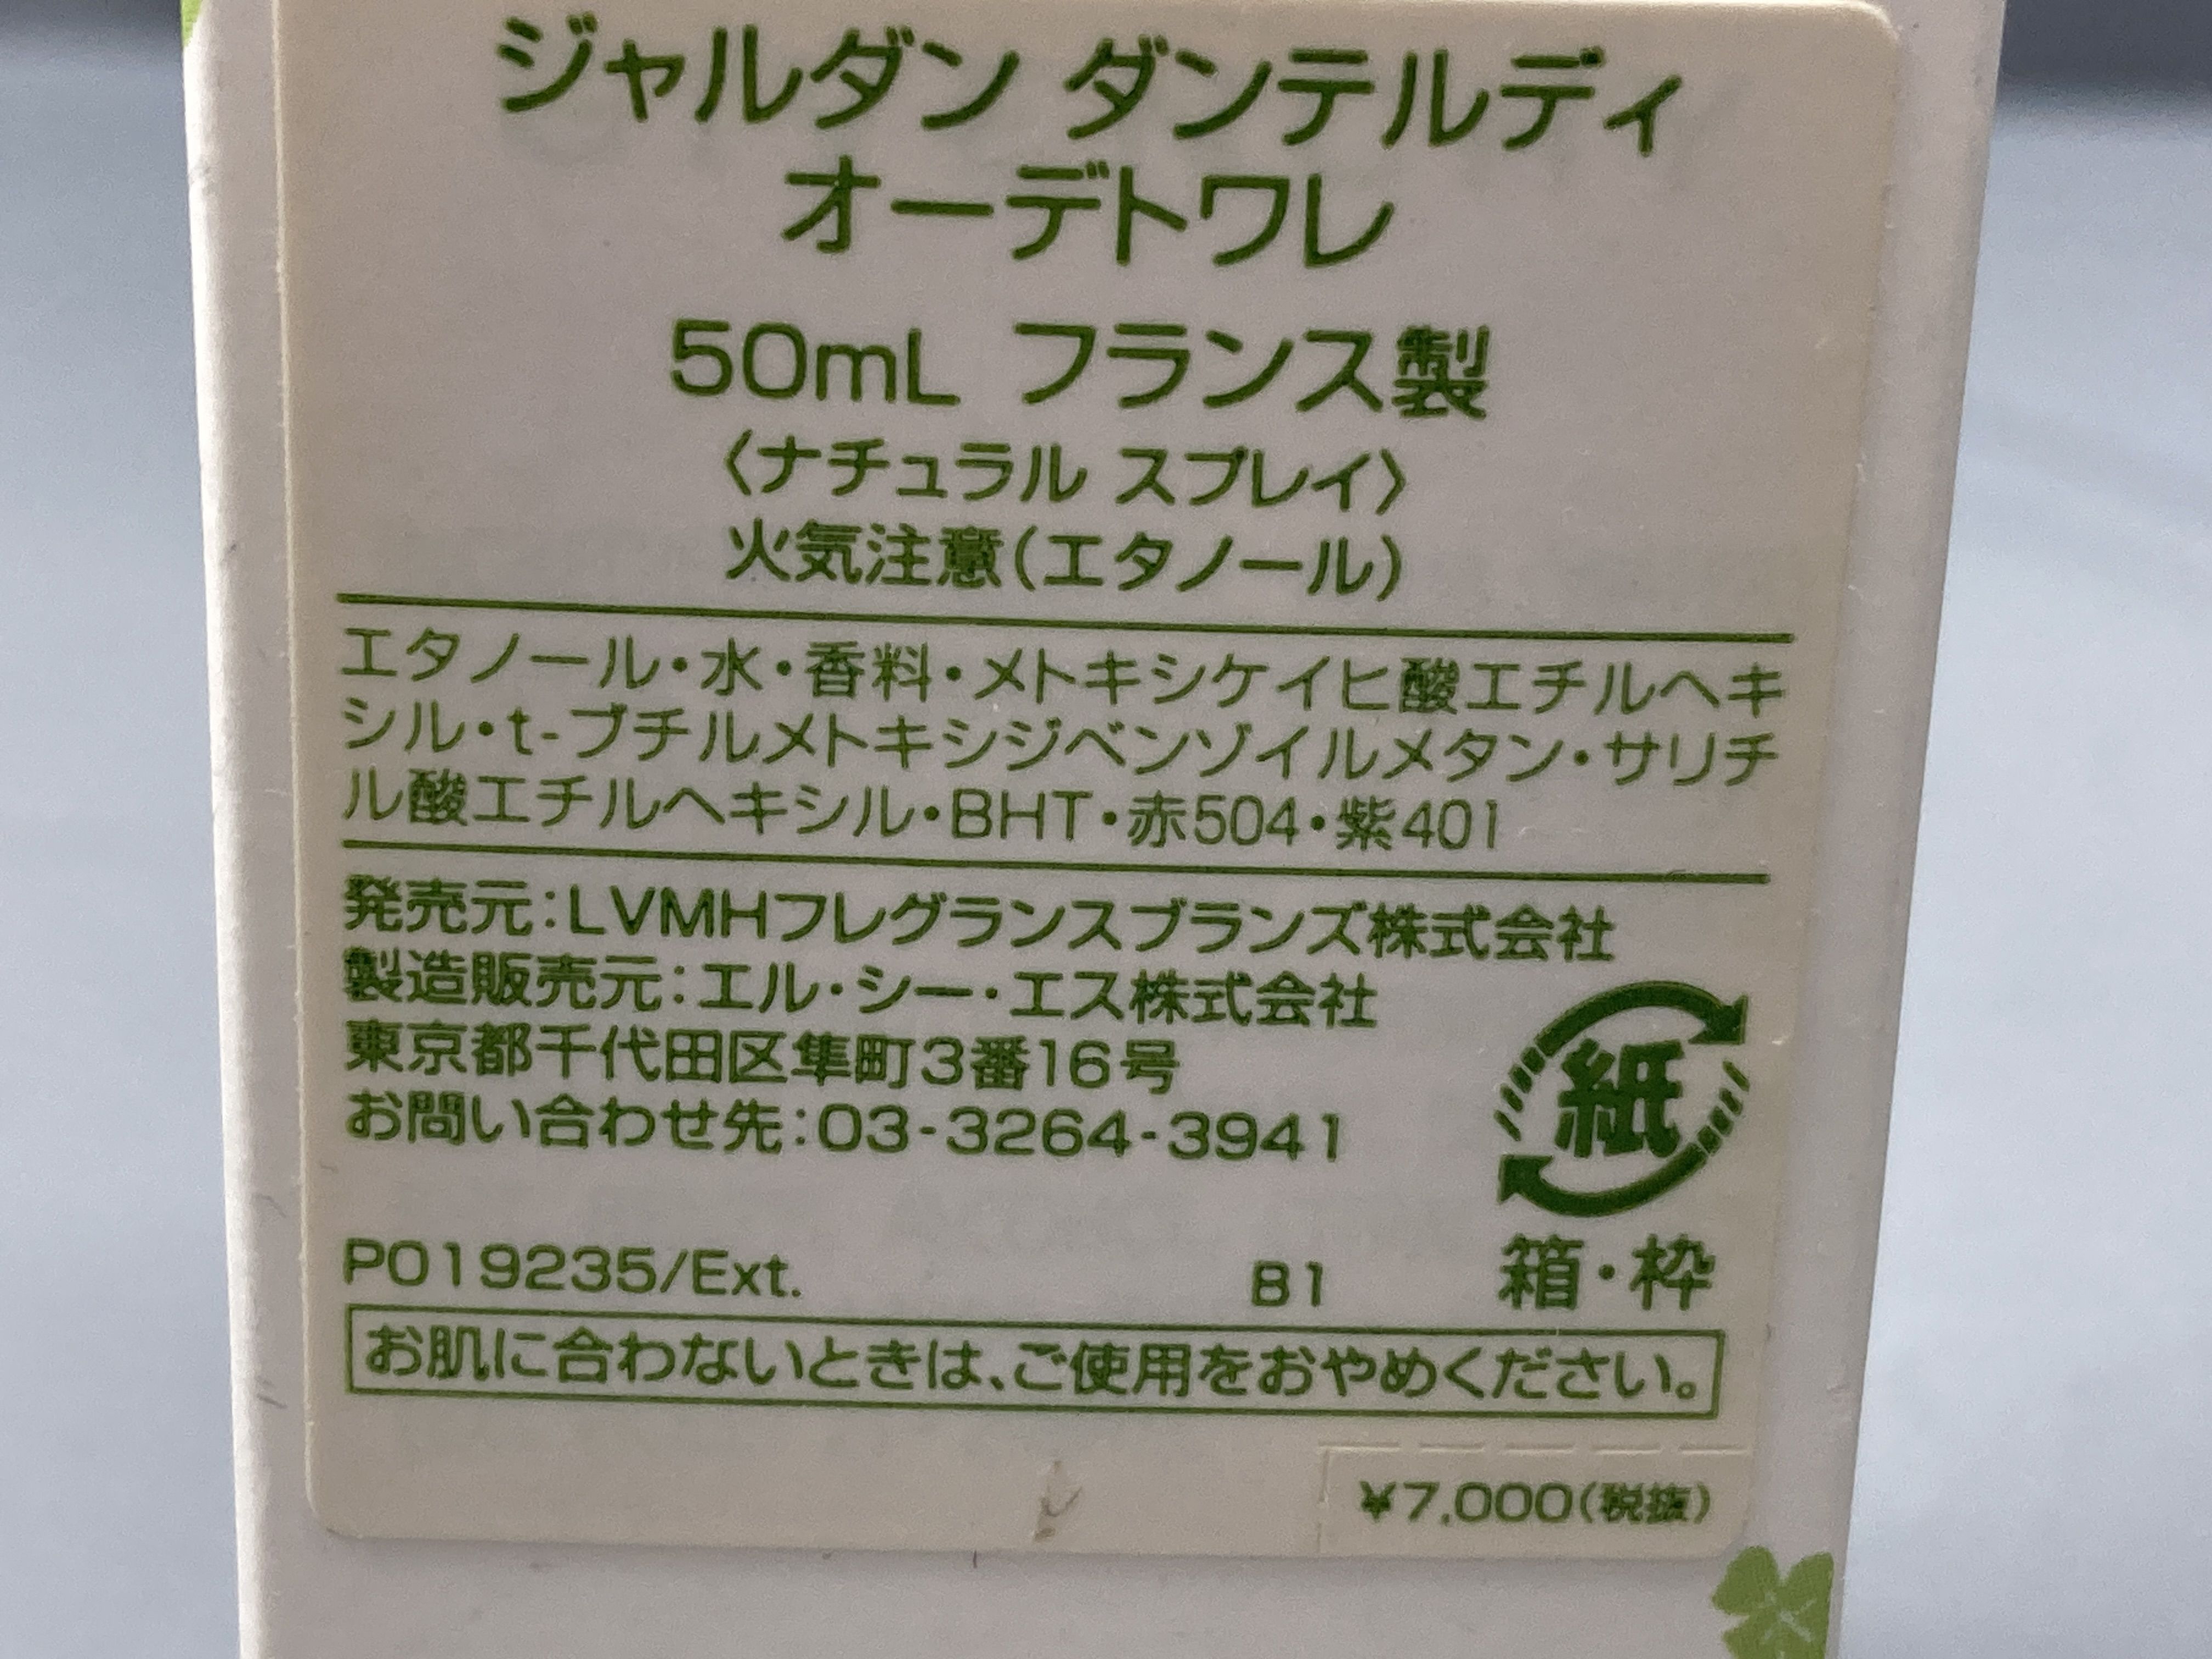 ジャルダン ダンテルディ
オーデトワレ
50mL フランス製
〈ナチュラル スプレイ〉
火気注意(エタノール)
エタノール・水・香料・メトキシケイヒ酸エチルヘキ
シル・t-ブチルメトキシジベンゾイルメタン・サリチ
ル酸エチルヘキシル・BHT・赤504・紫401
発売元:LVMHフレグランスブランズ株式会社
製造販売元:エル・シー・エス株式会社
東京都千代田区隼町3番16号
お問い合わせ先:03-3264-3941
紙
箱・枠
P019235/Ext. B1
お肌に合わないときは、ご使用をおやめください。
¥7,000(税抜)